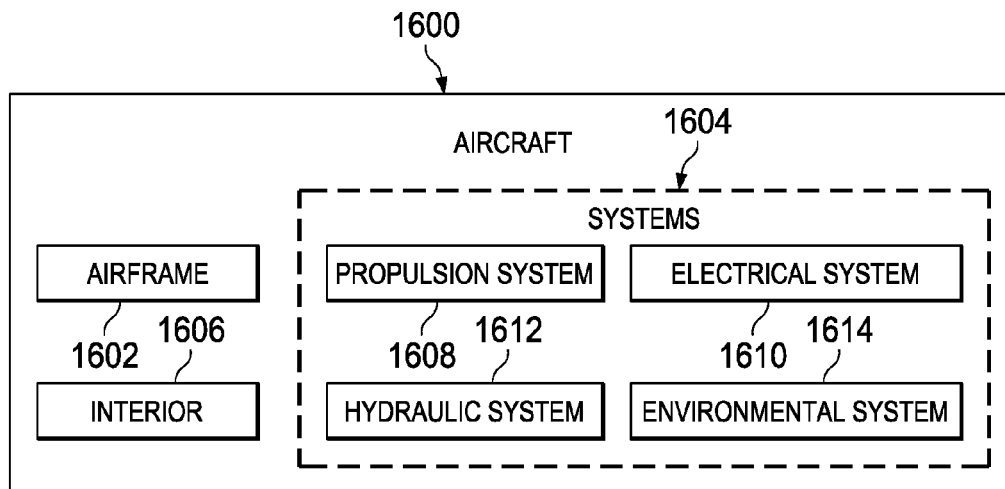 1600
AIRCRAFT
1604
SYSTEMS
AIRFRAME
PROPULSION SYSTEM
ELECTRICAL SYSTEM
1602
1606
1608
1612
1610
1614
INTERIOR
HYDRAULIC SYSTEM
ENVIRONMENTAL SYSTEM